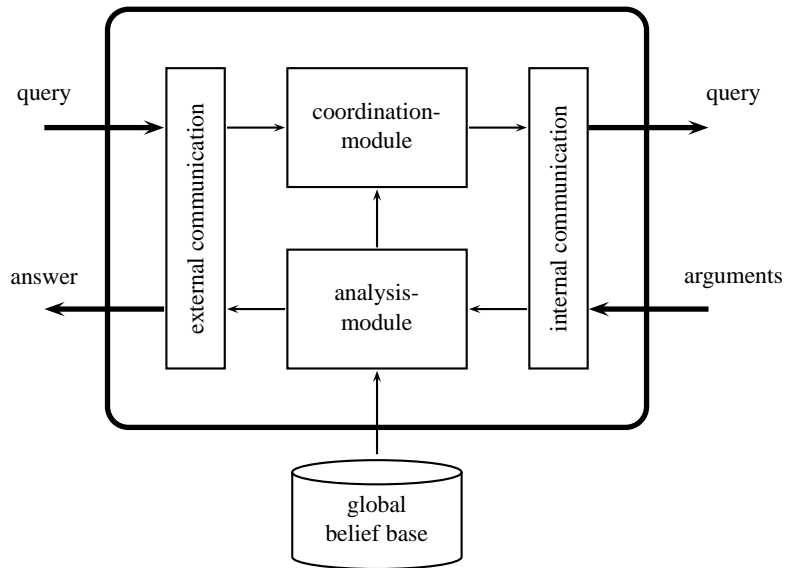 query
external communication
coordination-
module
internal communication
query
answer
analysis-
module
arguments
global
belief base